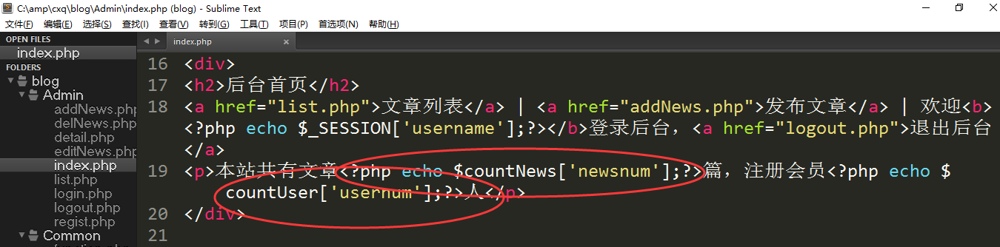 C:\amp\cxq\blog\Admin\index.php (blog) - Sublime Text
文件(F) 编辑(E) 选择(S) 查找(I) 查看(V) 转到(G) 工具(T) 项目(P) 首选项(N) 帮助(H)
OPEN FILES
index.php
FOLDERS
blog
Admin
addNews.php
delNews.php
detail.php
editNews.php
index.php
list.php
login.php
logout.php
regist.php
Common
index.php
16 <div>
17 <h2>后台首页</h2>
18 <a href="list.php">文章列表</a> | <a href="addNews.php">发布文章</a> | 欢迎<b>
<?php echo $_SESSION['username'];?></b>登录后台，<a href="logout.php">退出后台
</a>
19 <p>本站共有文章<?php echo $countNews['newsnum'];?>篇，注册会员<?php echo $
countUser['usernum'];?>人</p>
20 </div>
21